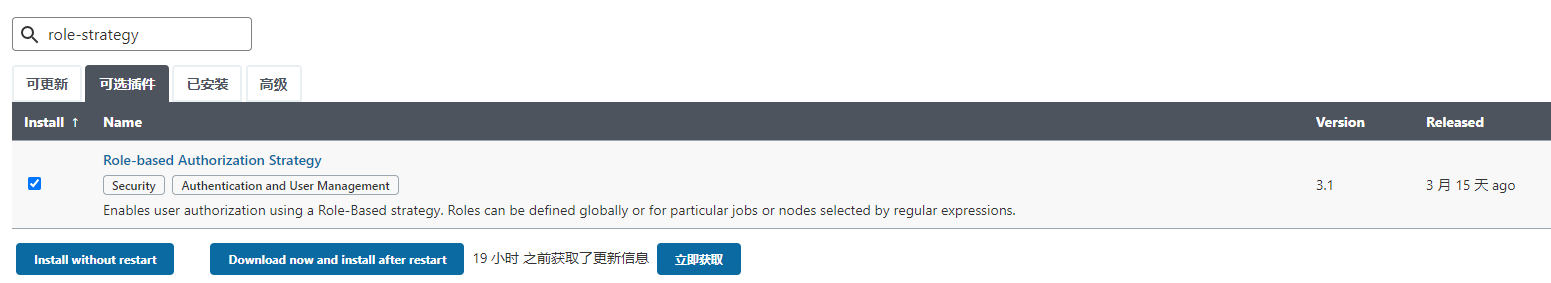 role-strategy
可更新 可选插件 已安装 高级
Install ↑ Name Version Released
Role-based Authorization Strategy
Security Authentication and User Management
3.1 3 月 15 天 ago
Enables user authorization using a Role-Based strategy. Roles can be defined globally or for particular jobs or nodes selected by regular expressions.
Install without restart Download now and install after restart 19 小时 之前获取了更新信息 立即获取